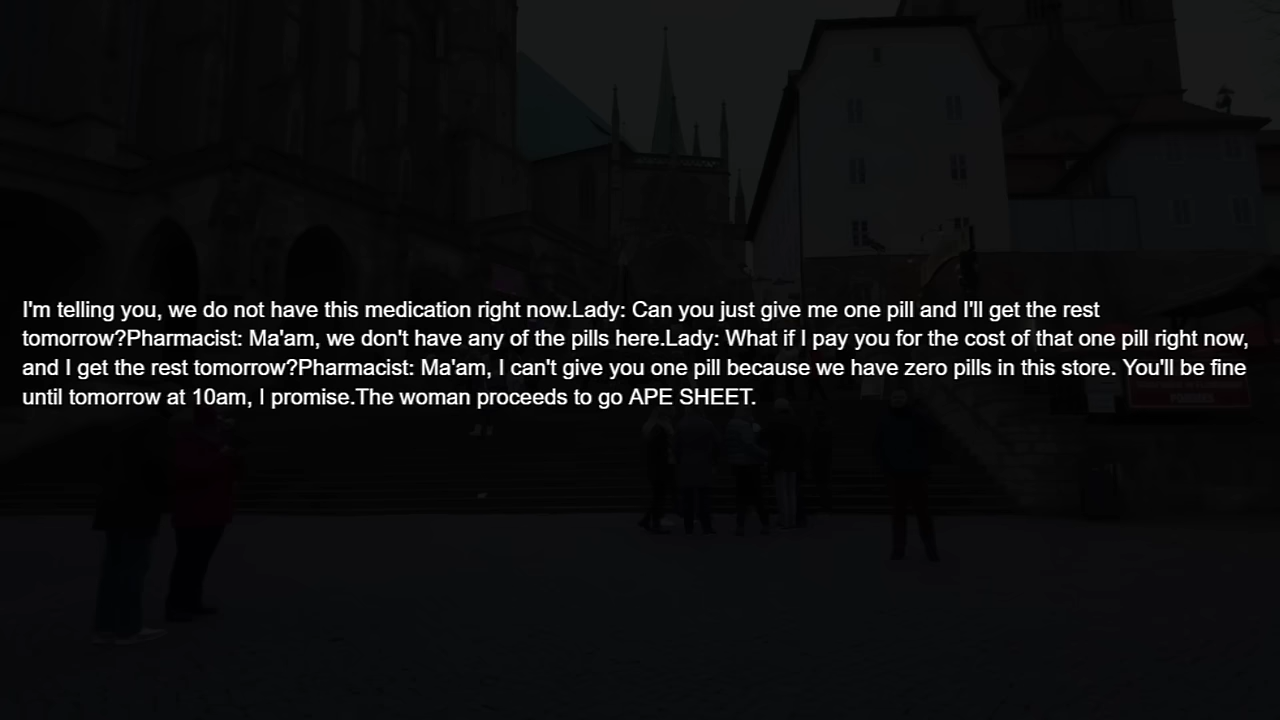 I'm telling you, we do not have this medication right now.Lady: Can you just give me one pill and I'll get the rest
tomorrow?Pharmacist: Ma'am, we don't have any of the pills here.Lady: What if I pay you for the cost of that one pill right now,
and I get the rest tomorrow?Pharmacist: Ma'am, I can't give you one pill because we have zero pills in this store. You'll be fine
until tomorrow at 10am, I promise.The woman proceeds to go APE SHEET.